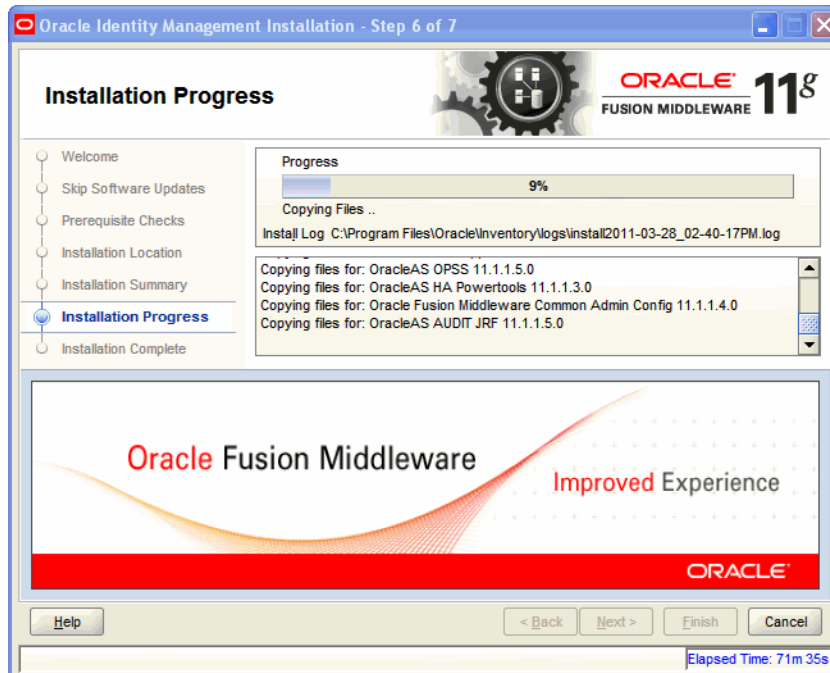 Oracle Identity Management Installation - Step 6 of 7
Installation Progress
ORACLE
FUSION MIDDLEWARE
11g
Welcome
Skip Software Updates
Prerequisite Checks
Installation Location
Installation Summary
Installation Progress
Installation Complete
Progress
9%
Copying Files ..
Install Log C:\Program Files\Oracle\Inventory\logs\install2011-03-28_02-40-17PM.log
Copying files for: OracleAS OPSS 11.1.1.5.0
Copying files for: OracleAS HA Powertools 11.1.1.3.0
Copying files for: Oracle Fusion Middleware Common Admin Config 11.1.1.4.0
Copying files for: OracleAS AUDIT JRF 11.1.1.5.0
Oracle Fusion Middleware
Improved Experience
ORACLE
Help
< Back
Next >
Finish
Cancel
Elapsed Time: 71m 35s